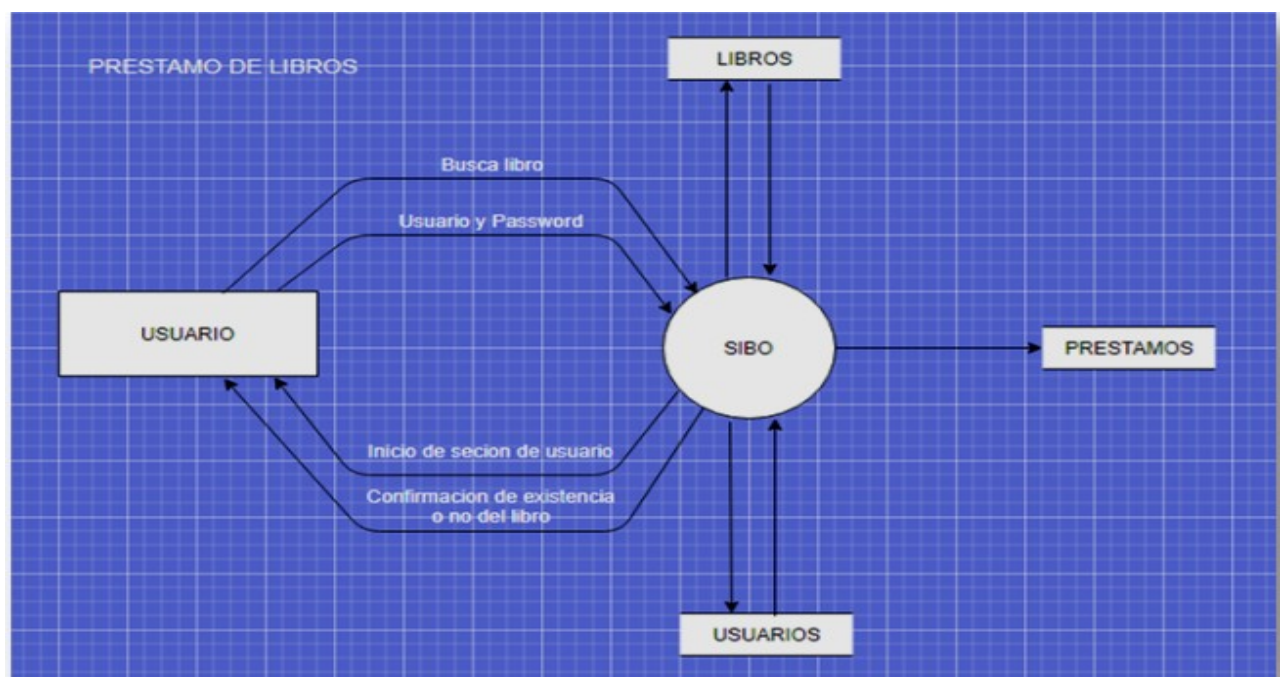 PRESTAMO DE LIBROS
LIBROS
Busca libro
Usuario y Password
USUARIO
SIBO
PRESTAMOS
Inicio de secion de usuario
Confirmacion de existencia
o no del libro
USUARIOS